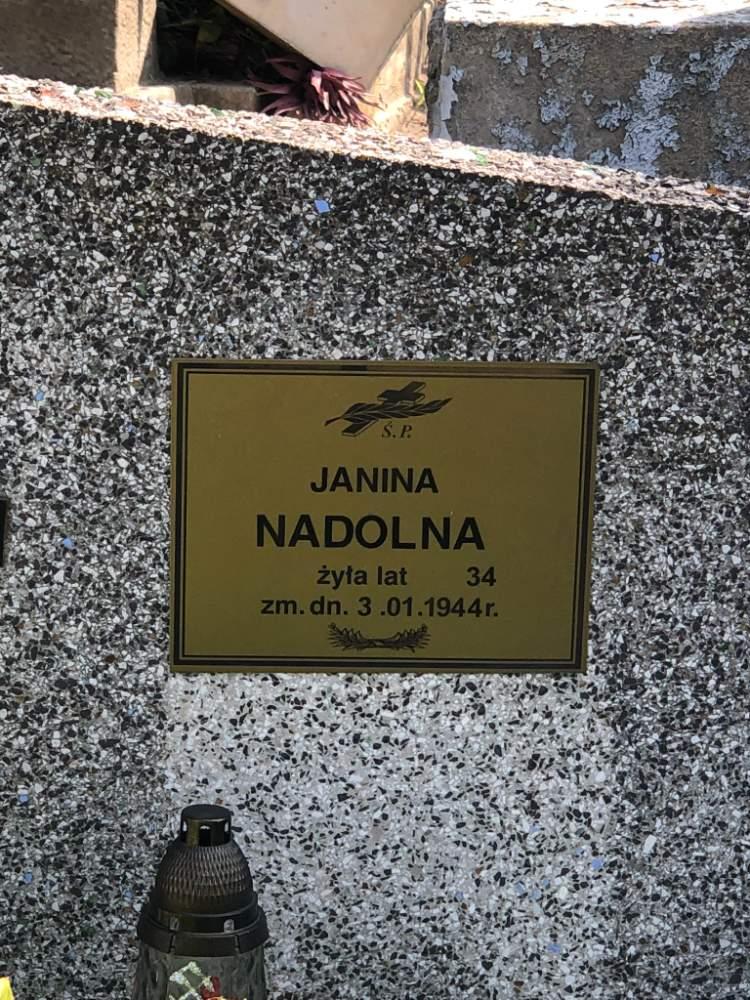 Ś.P.
JANINA
NADOLNA
żyła lat 34
zm. dn. 3 .01.1944r.